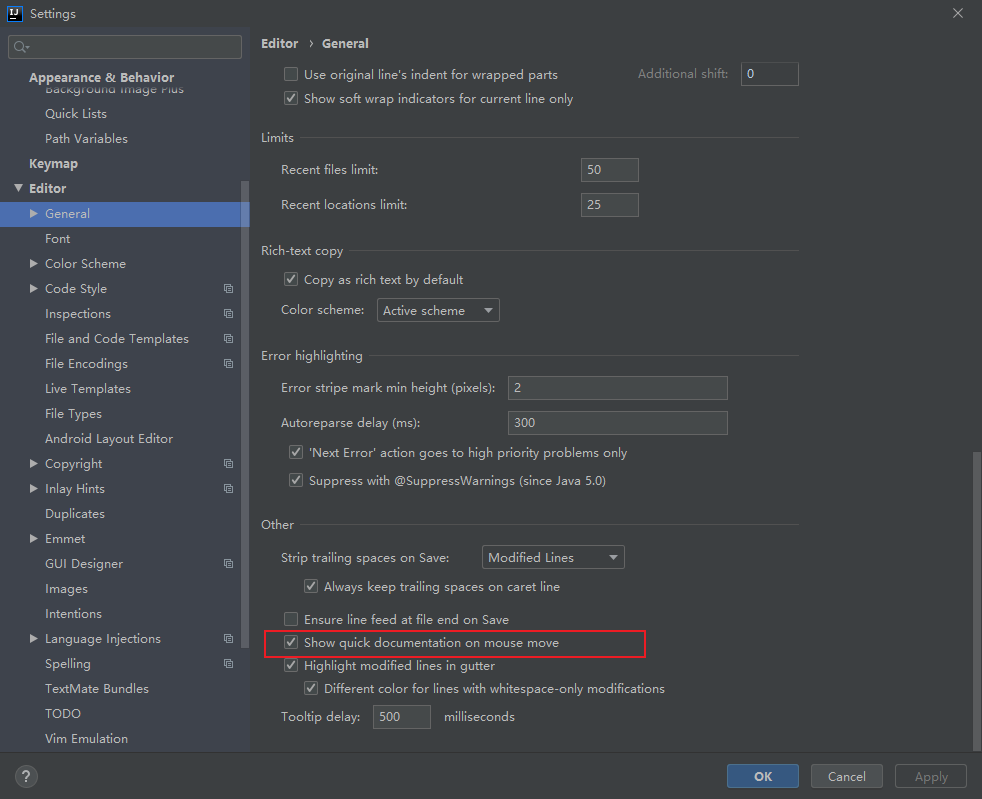 IJ
Settings
Appearance & Behavior
Background Image Plus
Quick Lists
Path Variables
Keymap
Editor
General
Font
Color Scheme
Code Style
Inspections
File and Code Templates
File Encodings
Live Templates
File Types
Android Layout Editor
Copyright
Inlay Hints
Duplicates
Emmet
GUI Designer
Images
Intentions
Language Injections
Spelling
TextMate Bundles
TODO
Vim Emulation
Editor › General
Use original line's indent for wrapped parts Additional shift: 0
Show soft wrap indicators for current line only
Limits
Recent files limit: 50
Recent locations limit: 25
Rich-text copy
Copy as rich text by default
Color scheme: Active scheme
Error highlighting
Error stripe mark min height (pixels): 2
Autoreparse delay (ms): 300
'Next Error' action goes to high priority problems only
Suppress with @SuppressWarnings (since Java 5.0)
Other
Strip trailing spaces on Save: Modified Lines
Always keep trailing spaces on caret line
Ensure line feed at file end on Save
Show quick documentation on mouse move
Highlight modified lines in gutter
Different color for lines with whitespace-only modifications
Tooltip delay: 500 milliseconds
? OK Cancel Apply